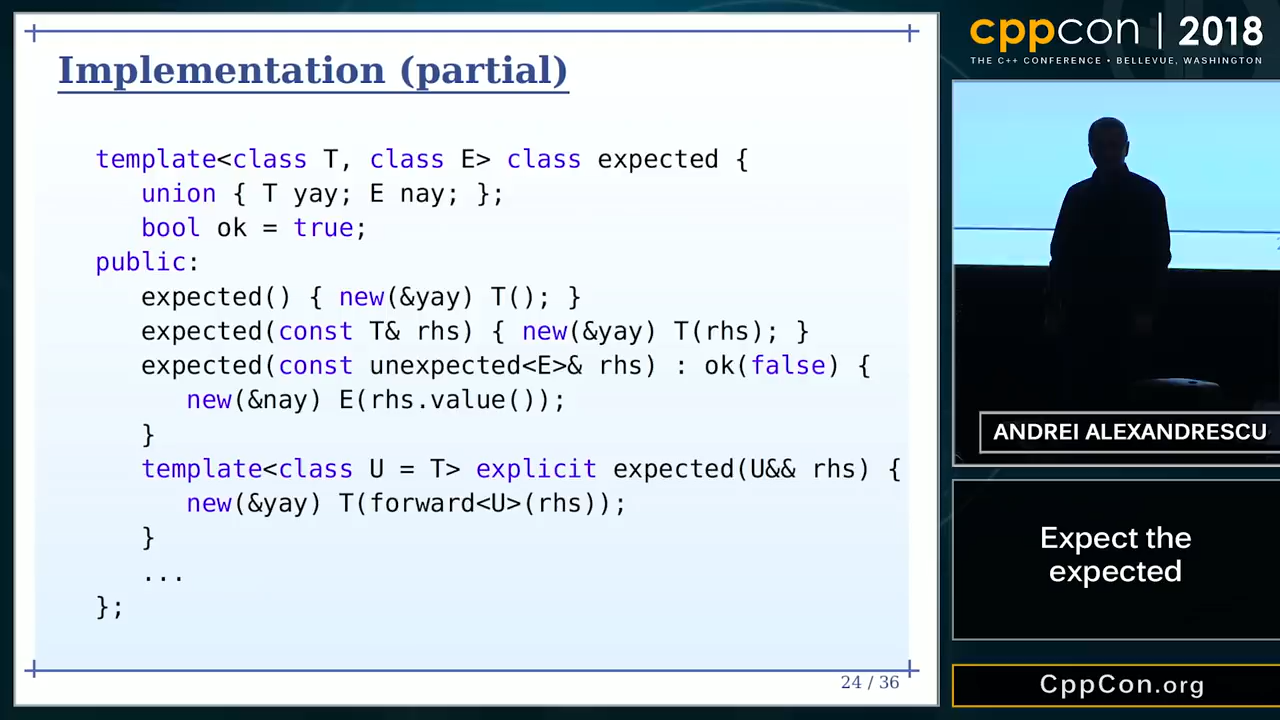 Implementation (partial)
template<class T, class E> class expected {
union { T yay; E nay; };
bool ok = true;
public:
expected() { new(&yay) T(); }
expected(const T& rhs) { new(&yay) T(rhs); }
expected(const unexpected<E>& rhs) : ok(false) {
new(&nay) E(rhs.value());
}
template<class U = T> explicit expected(U&& rhs) {
new(&yay) T(forward<U>(rhs));
}
...
};
24 / 36
cppcon | 2018
THE C++ CONFERENCE • BELLEVUE, WASHINGTON
ANDREI ALEXANDRESCU
Expect the
expected
CppCon.org